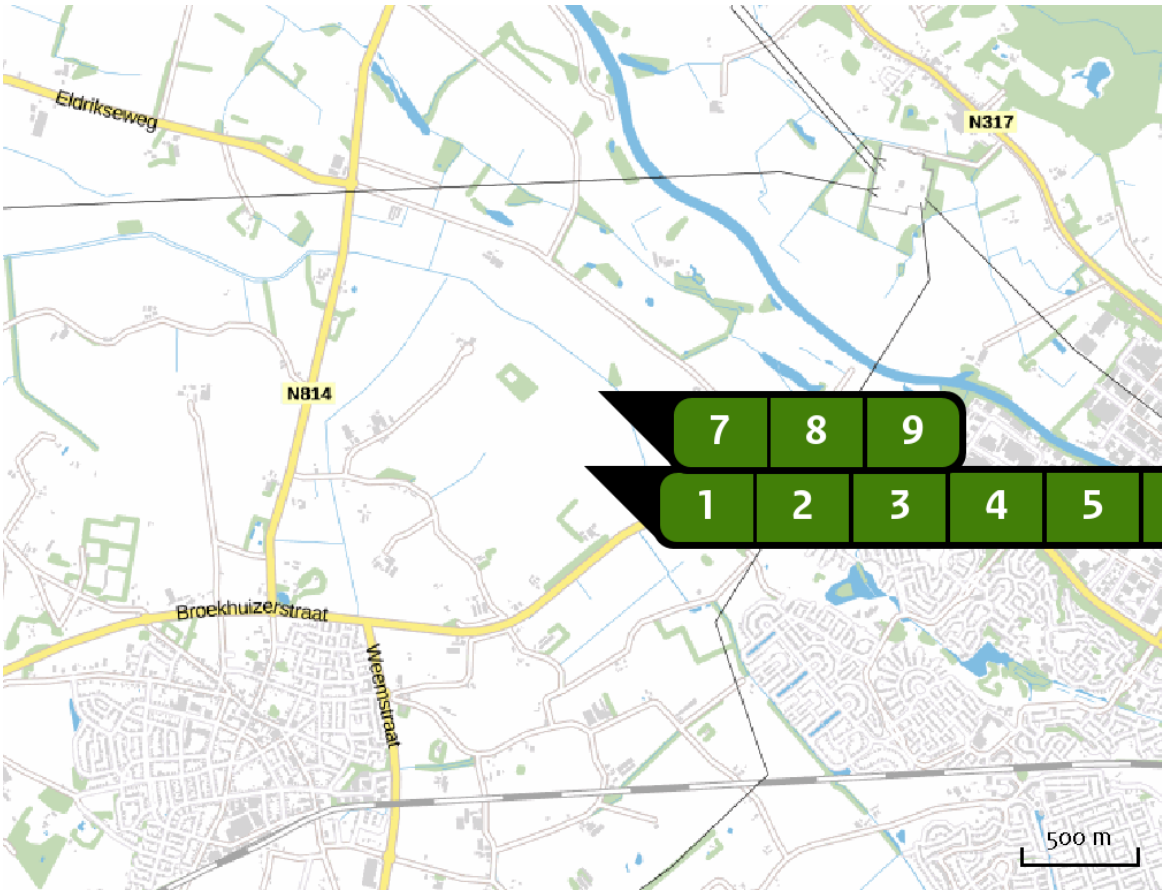 Eldrikseweg
N317
N814
7 8 9
1 2 3 4 5
Broekhuizerstraat
Weemstraat
500 m